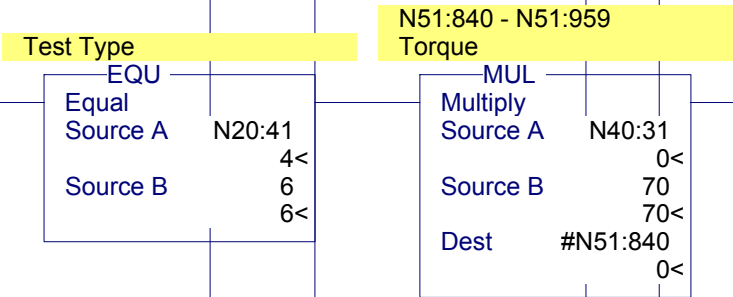 N51:840 - N51:959
Test Type
Torque
EQU
MUL
Equal
Multiply
Source A N20:41
Source A N40:31
4<
0<
Source B 6
Source B 70
6<
70<
Dest #N51:840
0<